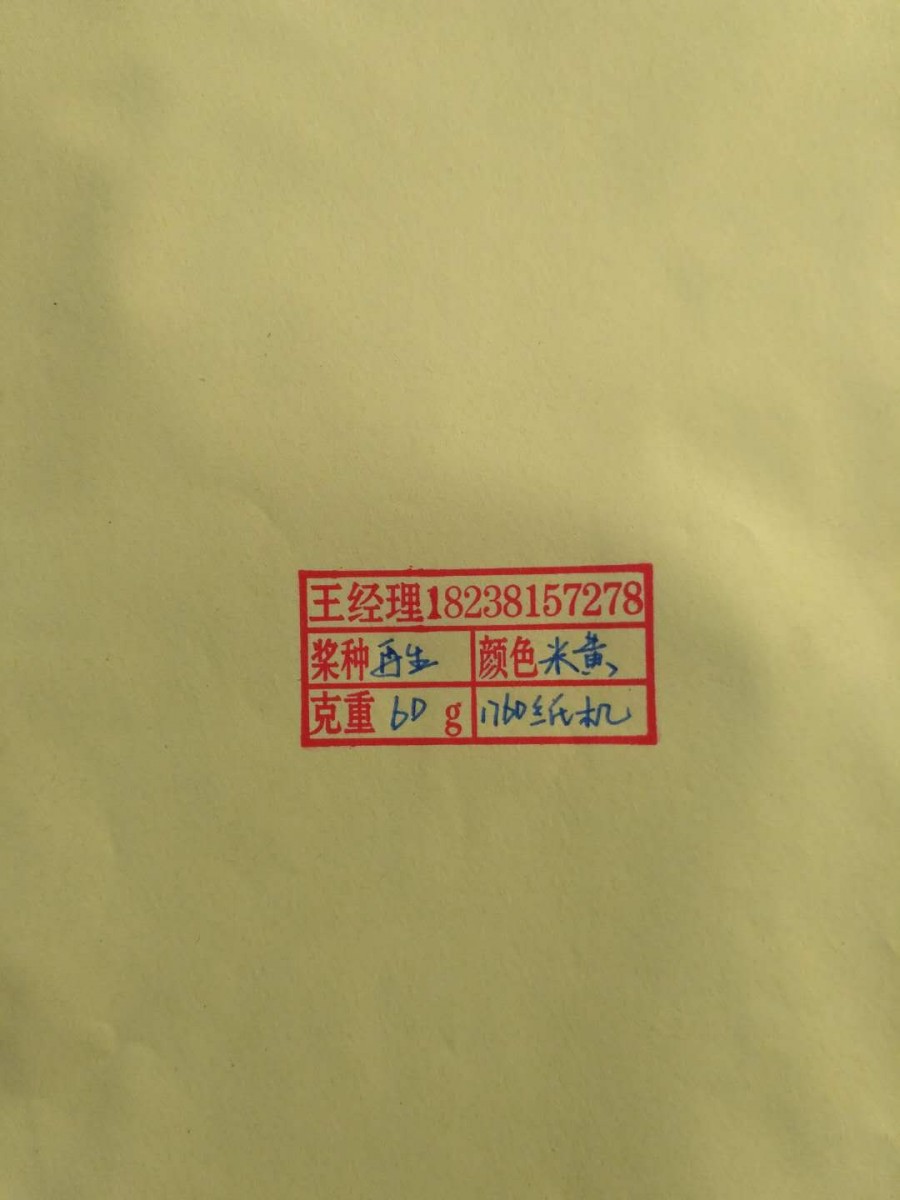 王经理18238157278
桨种 再生 颜色 米黄
克重 60 g 1760纸机